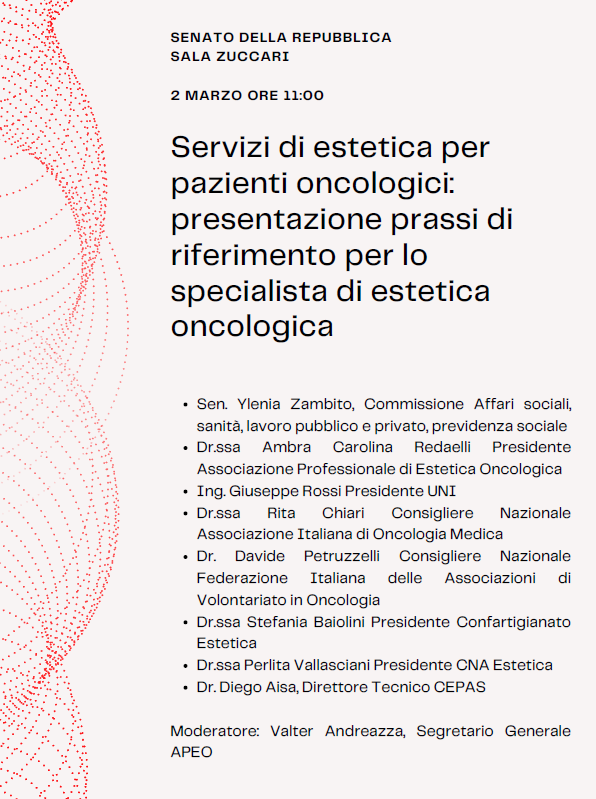 SENATO DELLA REPUBBLICA
SALA ZUCCARI
2 MARZO ORE 11:00
Servizi di estetica per
pazienti oncologici:
presentazione prassi di
riferimento per lo
specialista di estetica
oncologica
• Sen. Ylenia Zambito, Commissione Affari sociali,
sanità, lavoro pubblico e privato, previdenza sociale
• Dr.ssa Ambra Carolina Redaelli Presidente
Associazione Professionale di Estetica Oncologica
• Ing. Giuseppe Rossi Presidente UNI
• Dr.ssa Rita Chiari Consigliere Nazionale
Associazione Italiana di Oncologia Medica
• Dr. Davide Petruzzelli Consigliere Nazionale
Federazione Italiana delle Associazioni di
Volontariato in Oncologia
• Dr.ssa Stefania Baiolini Presidente Confartigianato
Estetica
• Dr.ssa Perlita Vallasciani Presidente CNA Estetica
• Dr. Diego Aisa, Direttore Tecnico CEPAS
Moderatore: Valter Andreazza, Segretario Generale
APEO